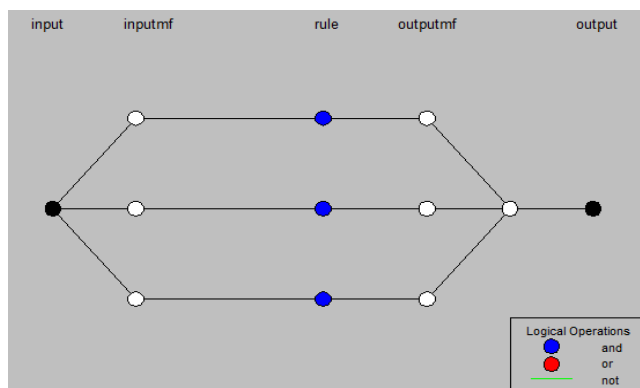 input inputmf rule outputmf output
Logical Operations
and
or
not